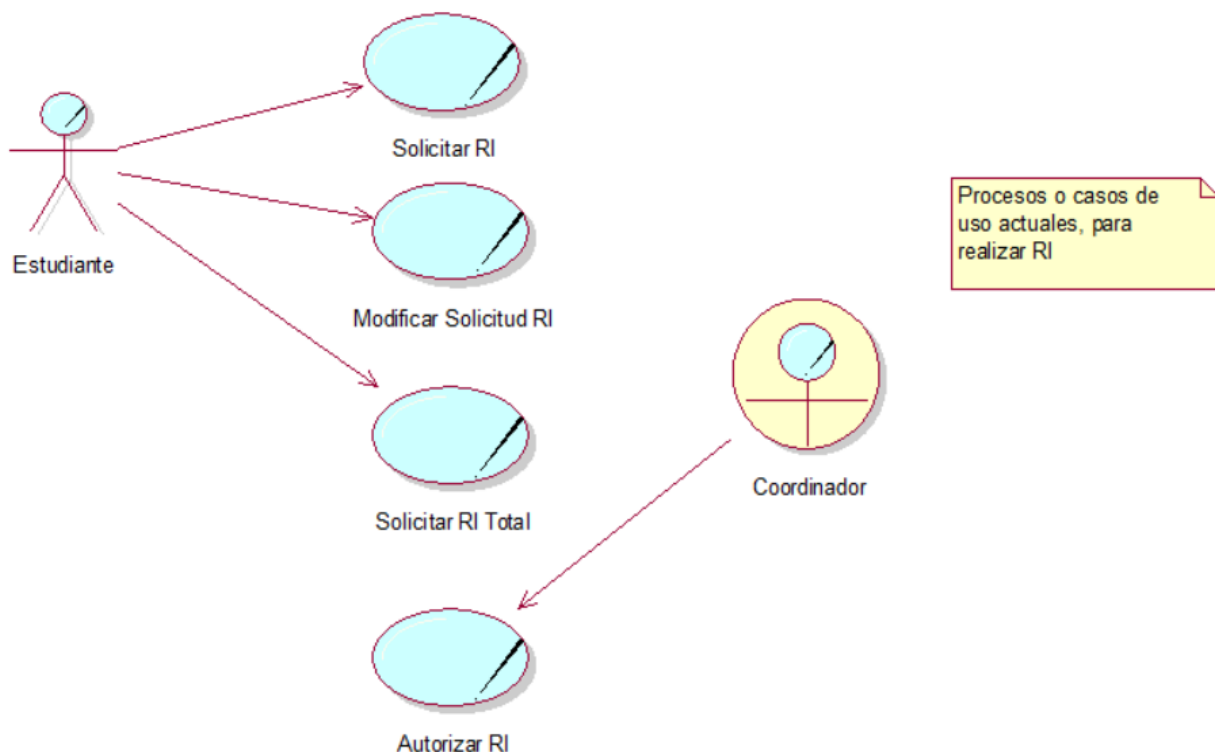 Solicitar RI
Estudiante
Modificar Solicitud RI
Procesos o casos de
uso actuales, para
realizar RI
Solicitar RI Total
Coordinador
Autorizar RI